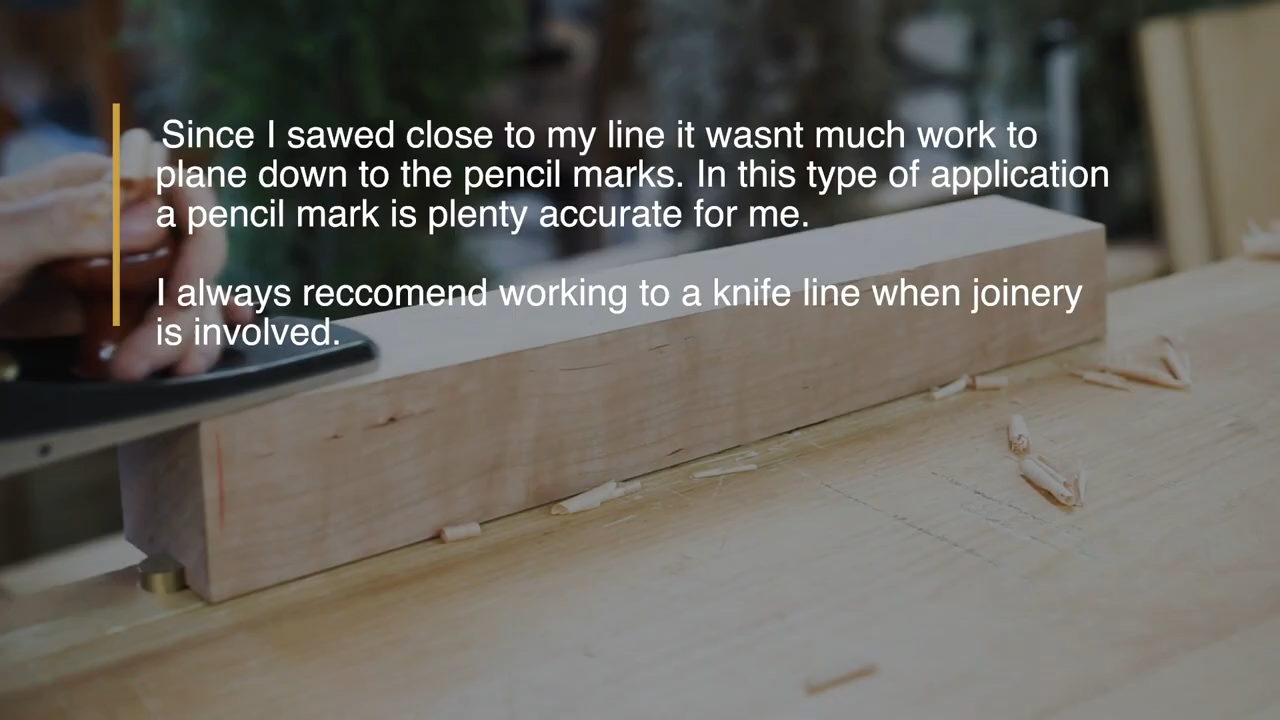 Since I sawed close to my line it wasnt much work to
plane down to the pencil marks. In this type of application
a pencil mark is plenty accurate for me.
I always reccomend working to a knife line when joinery
is involved.